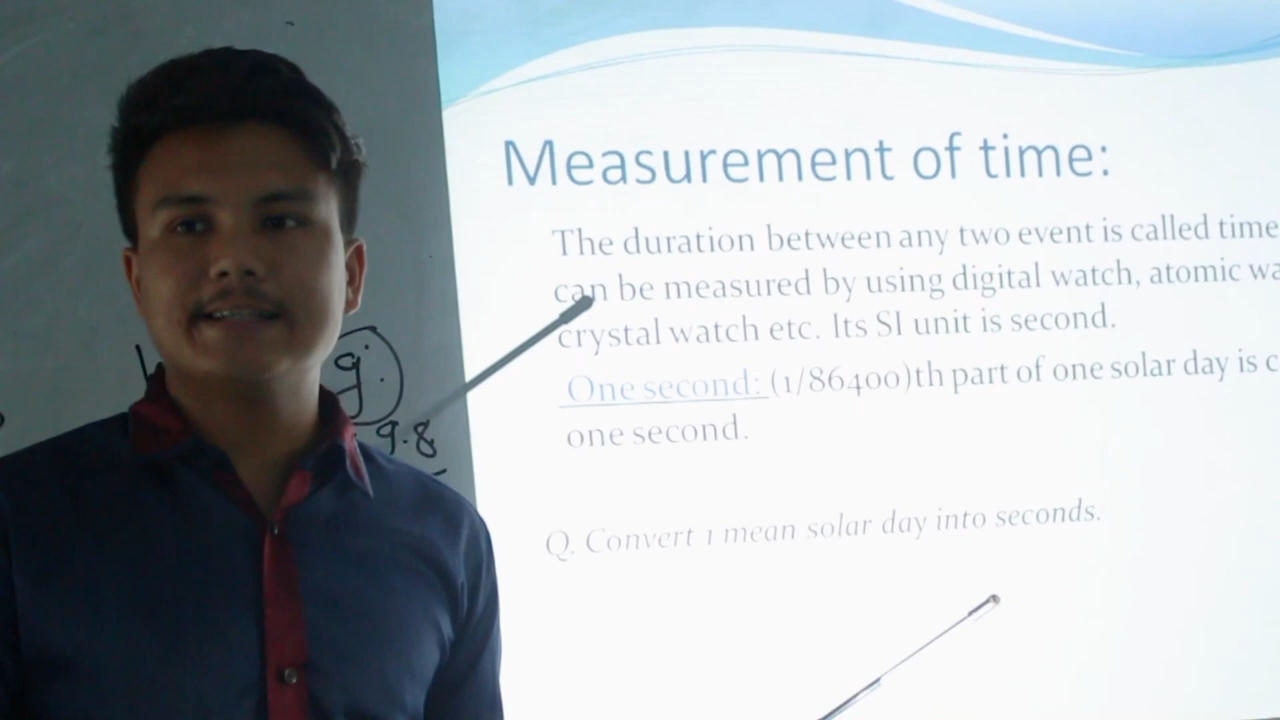 Measurement of time:
The duration between any two event is called time
can be measured by using digital watch, atomic wa
crystal watch etc. Its SI unit is second.
One second: (1/86400)th part of one solar day is c
one second.
Q. Convert 1 mean solar day into seconds.
g.
9.8